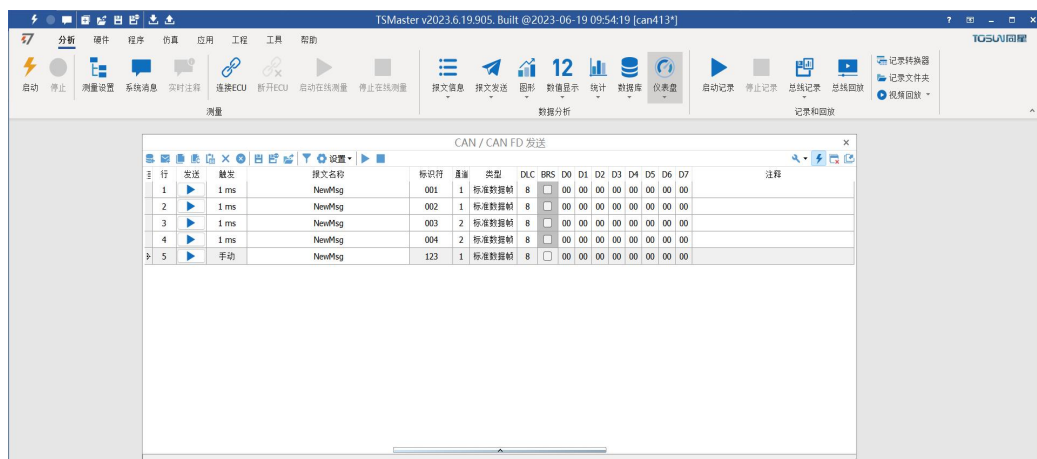 TSMaster v2023.6.19.905. Built @2023-06-19 09:54:19 [can413*]
分析 硬件 程序 仿真 应用 工程 工具 帮助 TOSUN同星
启动 停止 测量设置 系统消息 实时注释 连接ECU 断开ECU 启动在线测量 停止在线测量 报文信息 报文发送 图形 12 数值显示 统计 数据库 仪表盘 启动记录 停止记录 总线记录 总线回放
记录转换器
记录文件夹
视频回放
测量 数据分析 记录和回放
CAN / CAN FD 发送
设置
行 发送 触发 报文名称 标识符 通道 类型 DLC BRS D0 D1 D2 D3 D4 D5 D6 D7 注释
1 1 ms NewMsg 001 1 标准数据帧 8 00 00 00 00 00 00 00 00
2 1 ms NewMsg 002 1 标准数据帧 8 00 00 00 00 00 00 00 00
3 1 ms NewMsg 003 2 标准数据帧 8 00 00 00 00 00 00 00 00
4 1 ms NewMsg 004 2 标准数据帧 8 00 00 00 00 00 00 00 00
5 手动 NewMsg 123 1 标准数据帧 8 00 00 00 00 00 00 00 00